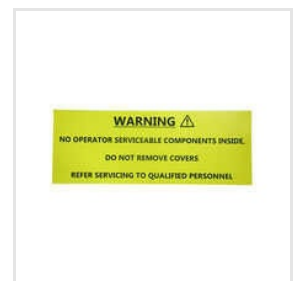 WARNING ⚠
NO OPERATOR SERVICEABLE COMPONENTS INSIDE.
DO NOT REMOVE COVERS
REFER SERVICING TO QUALIFIED PERSONNEL